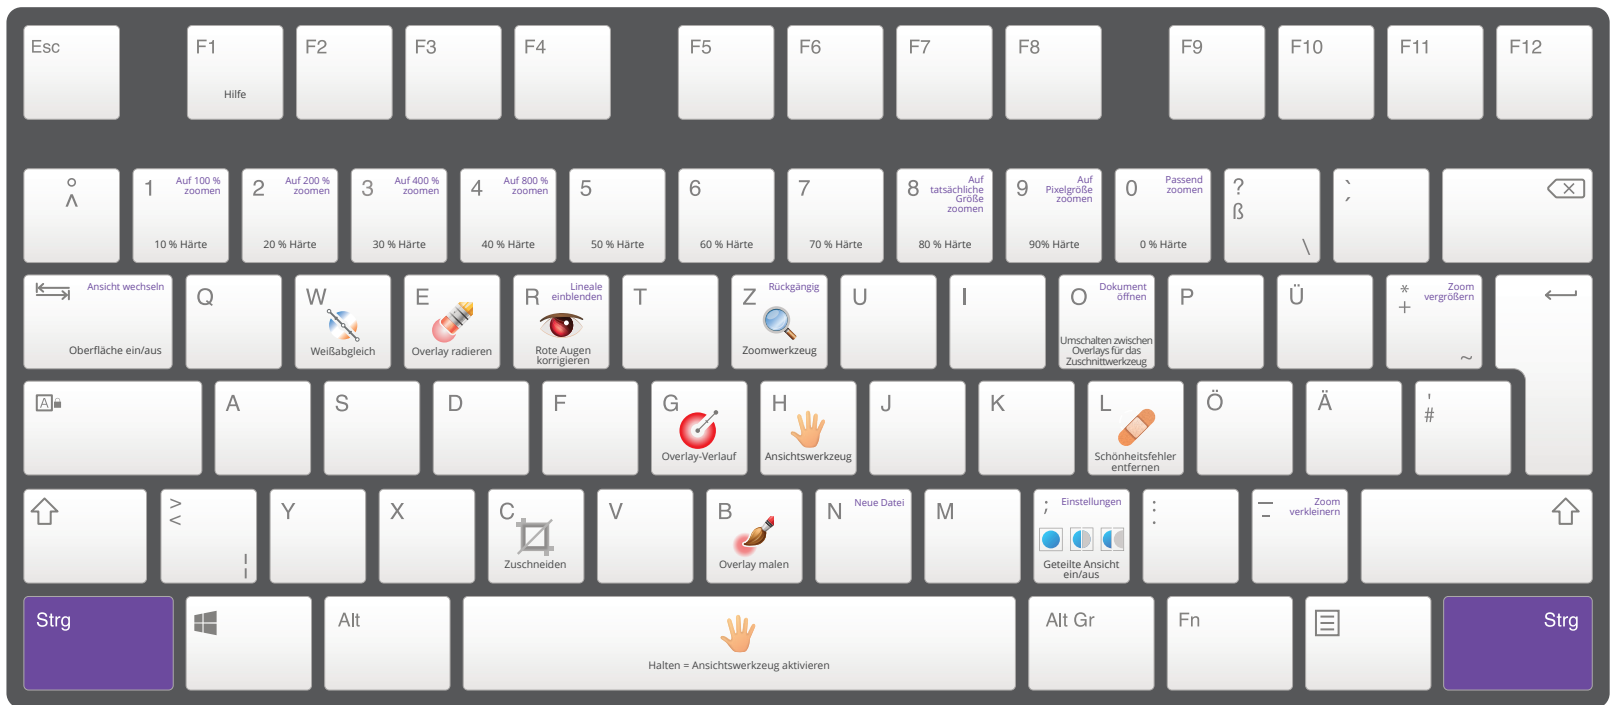 Esc
F1
Hilfe
F2
F3
F4
F5
F6
F7
F8
F9
F10
F11
F12
°
^
1
Auf 100 %
zoomen
10 % Härte
2
Auf 200 %
zoomen
20 % Härte
3
Auf 400 %
zoomen
30 % Härte
4
Auf 800 %
zoomen
40 % Härte
5
50 % Härte
6
60 % Härte
7
70 % Härte
8
Auf
tatsächliche
Größe
zoomen
80 % Härte
9
Auf
Pixelgröße
zoomen
90% Härte
0
Passend
zoomen
0 % Härte
?
ß
\
`
´
Ansicht wechseln
Oberfläche ein/aus
Q
W
Weißabgleich
E
Overlay radieren
R
Lineale
einblenden
Rote Augen
korrigieren
T
Z
Rückgängig
Zoomwerkzeug
U
I
O
Dokument
öffnen
Umschalten zwischen
Overlays für das
Zuschnittwerkzeug
P
Ü
*
+
Zoom
vergrößern
~
A
A
S
D
F
G
Overlay-Verlauf
H
Ansichtswerkzeug
J
K
L
Schönheitsfehler
entfernen
Ö
Ä
'
#
>
<
¦
Y
X
C
Zuschneiden
V
B
Overlay malen
N
Neue Datei
M
;
Einstellungen
Geteilte Ansicht
ein/aus
:
.
—
-
Zoom
verkleinern
Strg
Alt
Halten = Ansichtswerkzeug aktivieren
Alt Gr
Fn
Strg